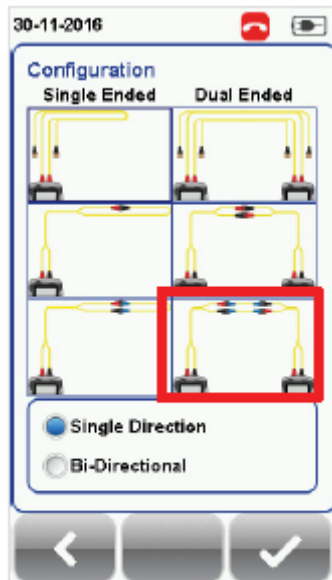 30-11-2016
Configuration
Single Ended Dual Ended
Single Direction
Bi-Directional